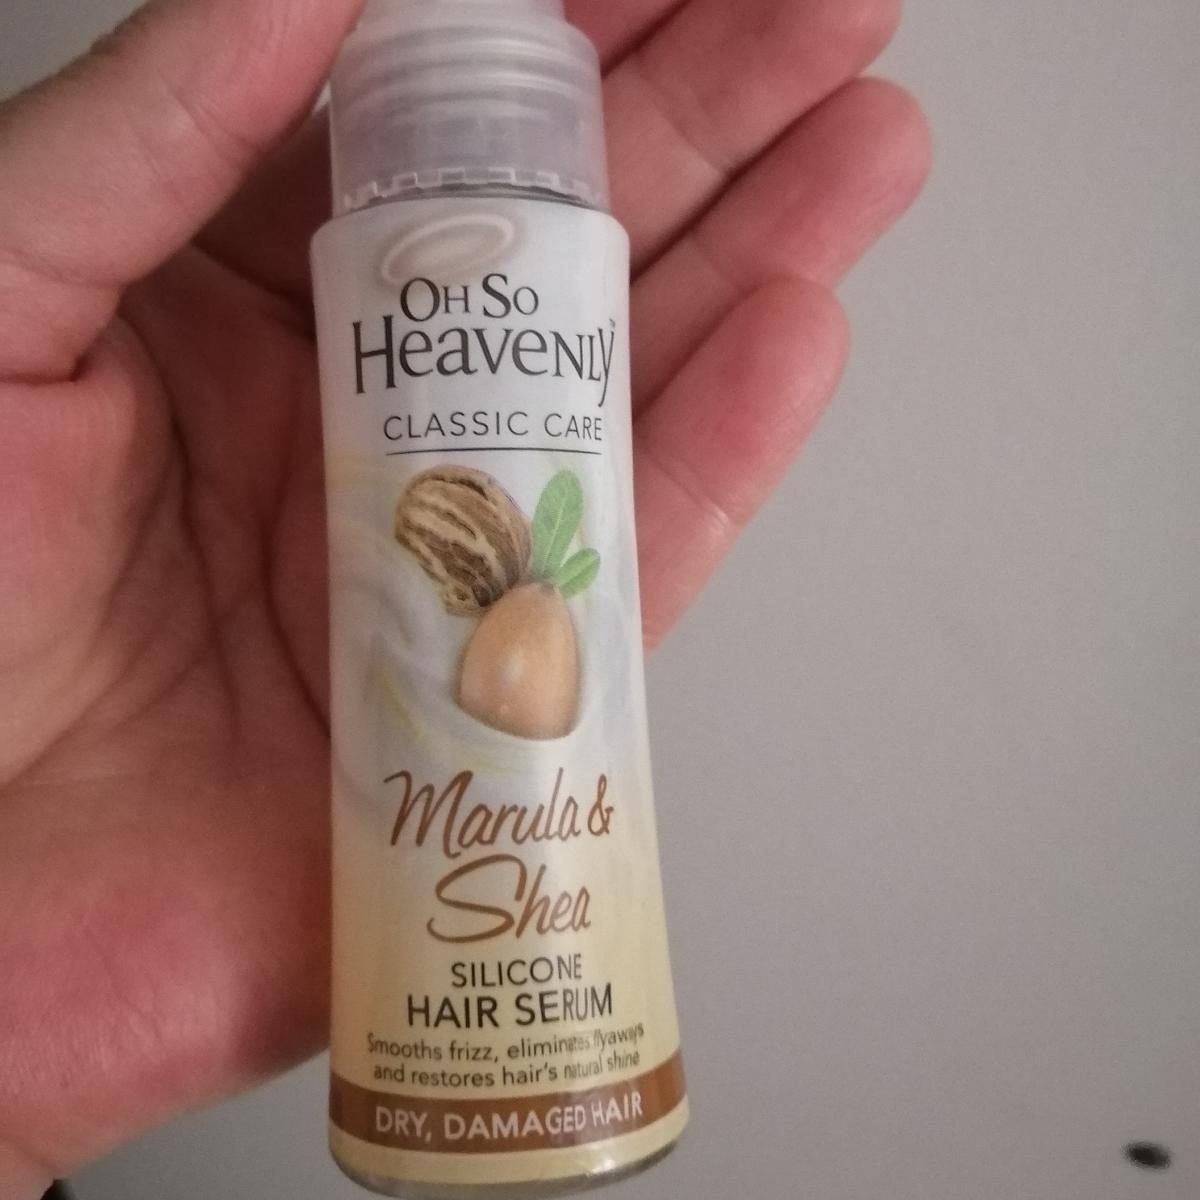 OH SO
HEAVENLY™
CLASSIC CARE
Marula &
Shea
SILICONE
HAIR SERUM
Smooths frizz, eliminates flyaways
and restores hair's natural shine
DRY, DAMAGED HAIR